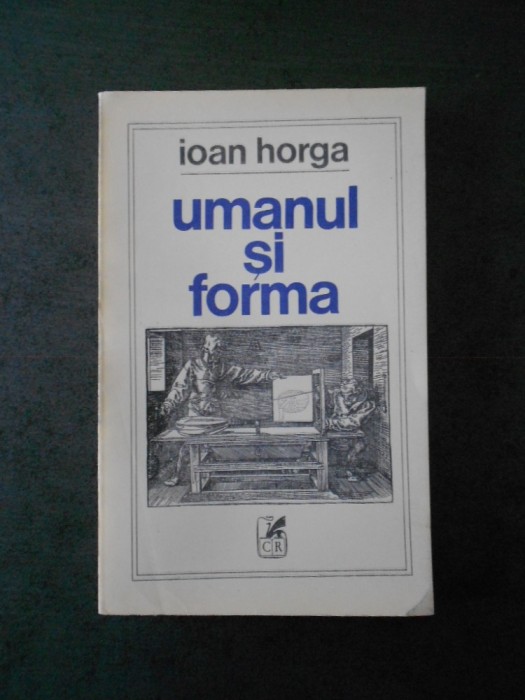 ioan horga
umanul
și
forma
CR